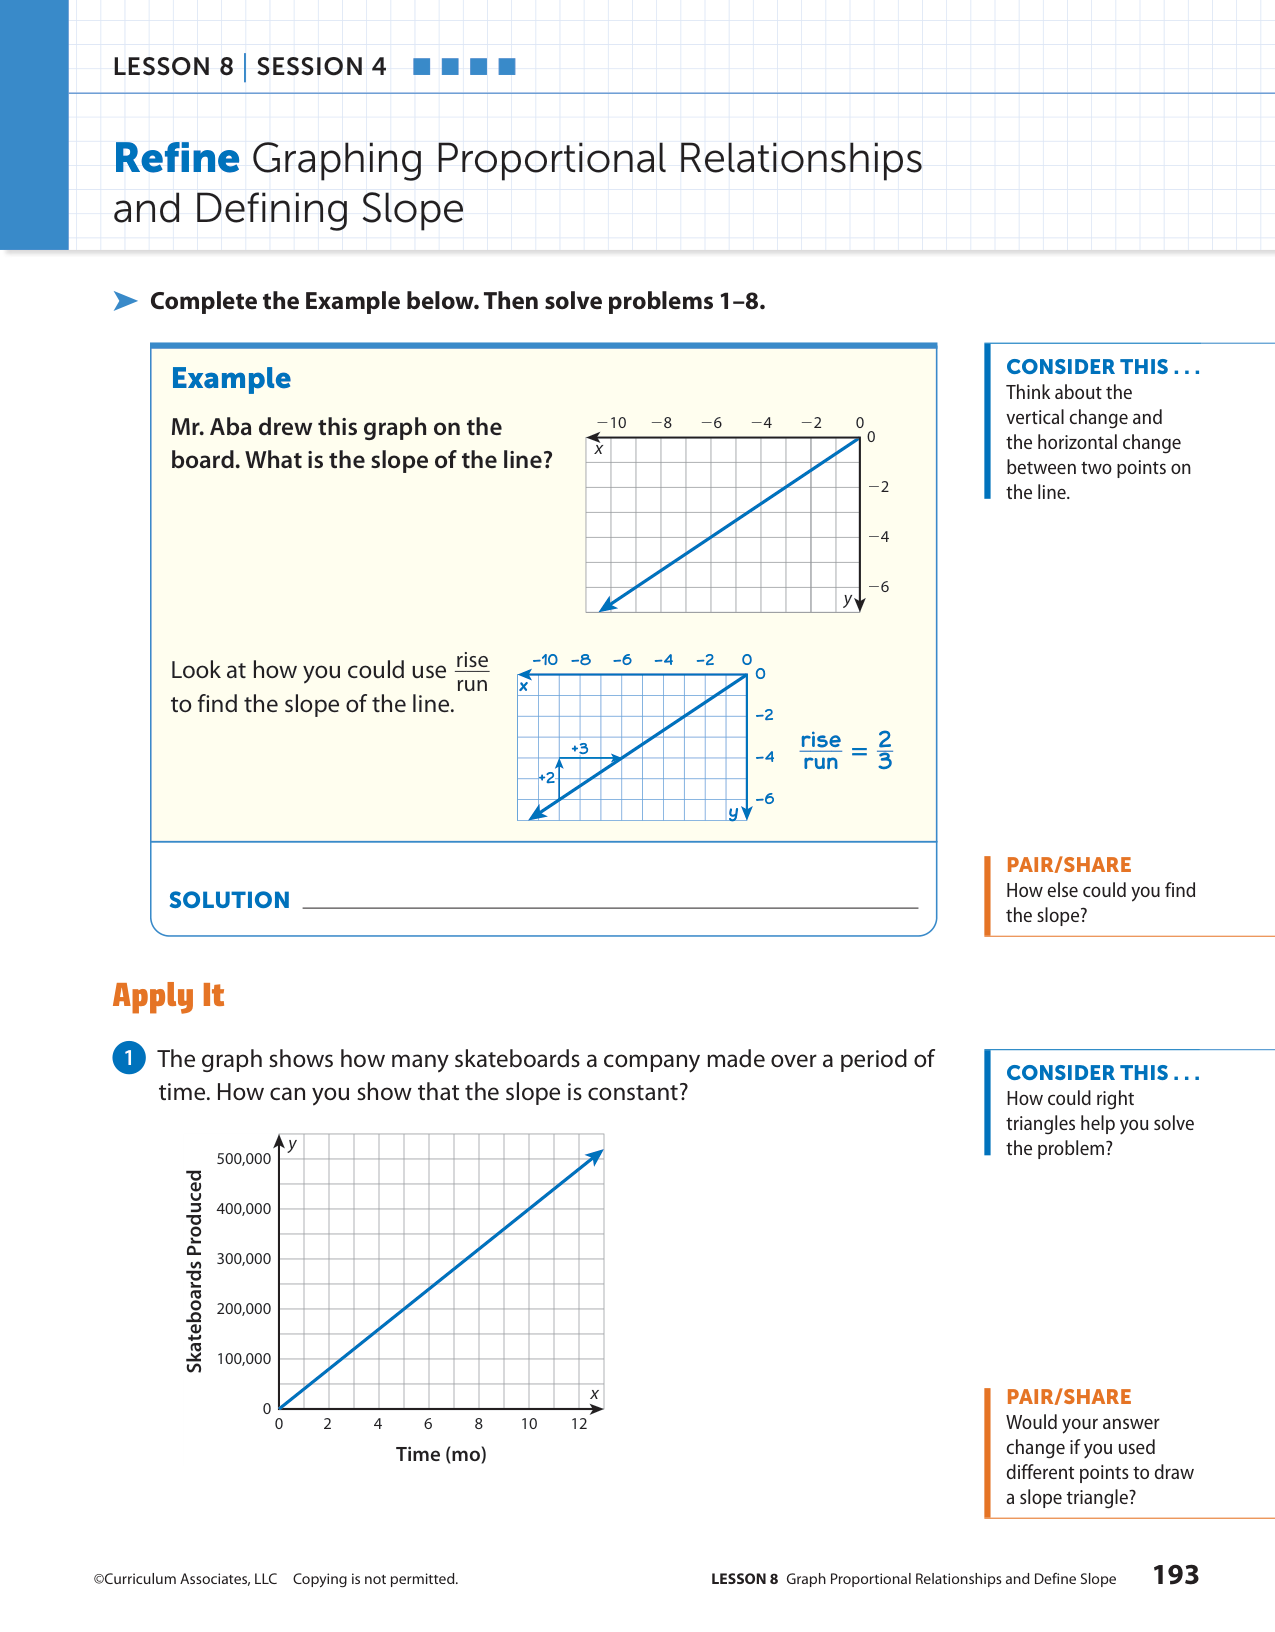 LESSON 8 | SESSION 4
Refine Graphing Proportional Relationships
and Defining Slope
Complete the Example below. Then solve problems 1–8.
Example
Mr. Aba drew this graph on the
board. What is the slope of the line?
−10 −8 −6 −4 −2 0
x
0
−2
−4
−6
y
Look at how you could use rise
run
to find the slope of the line.
−10 −8 −6 −4 −2 0
x
0
−2
−4
−6
y
+3
+2
rise
run
= 2
3
SOLUTION
CONSIDER THIS . . .
Think about the
vertical change and
the horizontal change
between two points on
the line.
PAIR/SHARE
How else could you find
the slope?
Apply It
1 The graph shows how many skateboards a company made over a period of
time. How can you show that the slope is constant?
Skateboards Produced
y
500,000
400,000
300,000
200,000
100,000
0
x
0 2 4 6 8 10 12
Time (mo)
CONSIDER THIS . . .
How could right
triangles help you solve
the problem?
PAIR/SHARE
Would your answer
change if you used
different points to draw
a slope triangle?
©Curriculum Associates, LLC Copying is not permitted.
LESSON 8 Graph Proportional Relationships and Define Slope 193